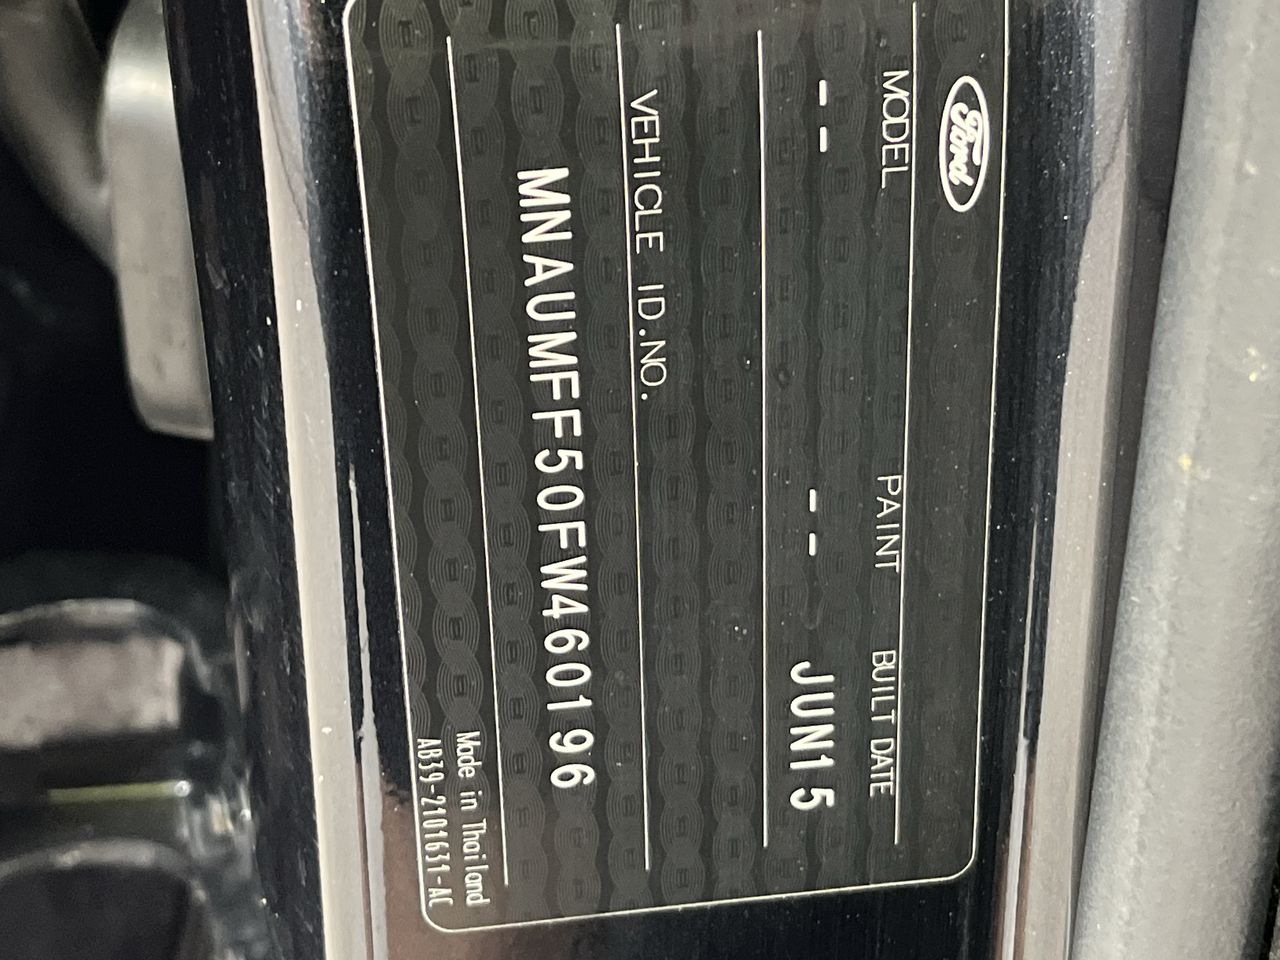 Ford
MODEL PAINT BUILT DATE
-- -- JUN15
VEHICLE ID.NO.
MNAUMFF50FW460196
Made in Thailand
AB39-2101631-AC